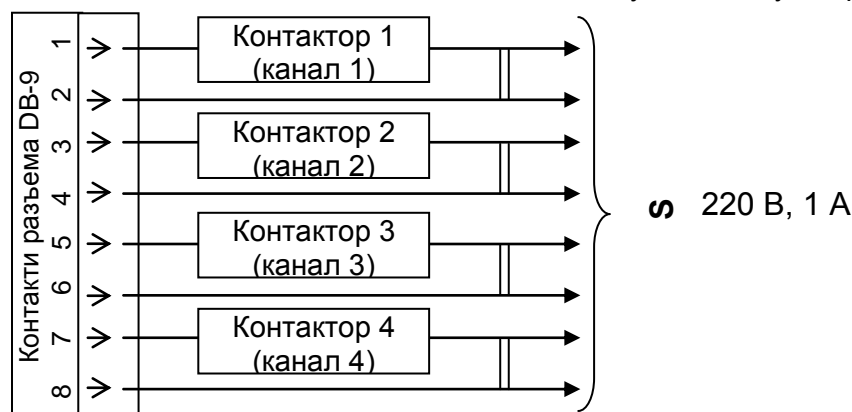 Контакти разъема DB-9
1
2
3
4
5
6
7
8
Контактор 1
(канал 1)
Контактор 2
(канал 2)
Контактор 3
(канал 3)
Контактор 4
(канал 4)
220 В, 1 А